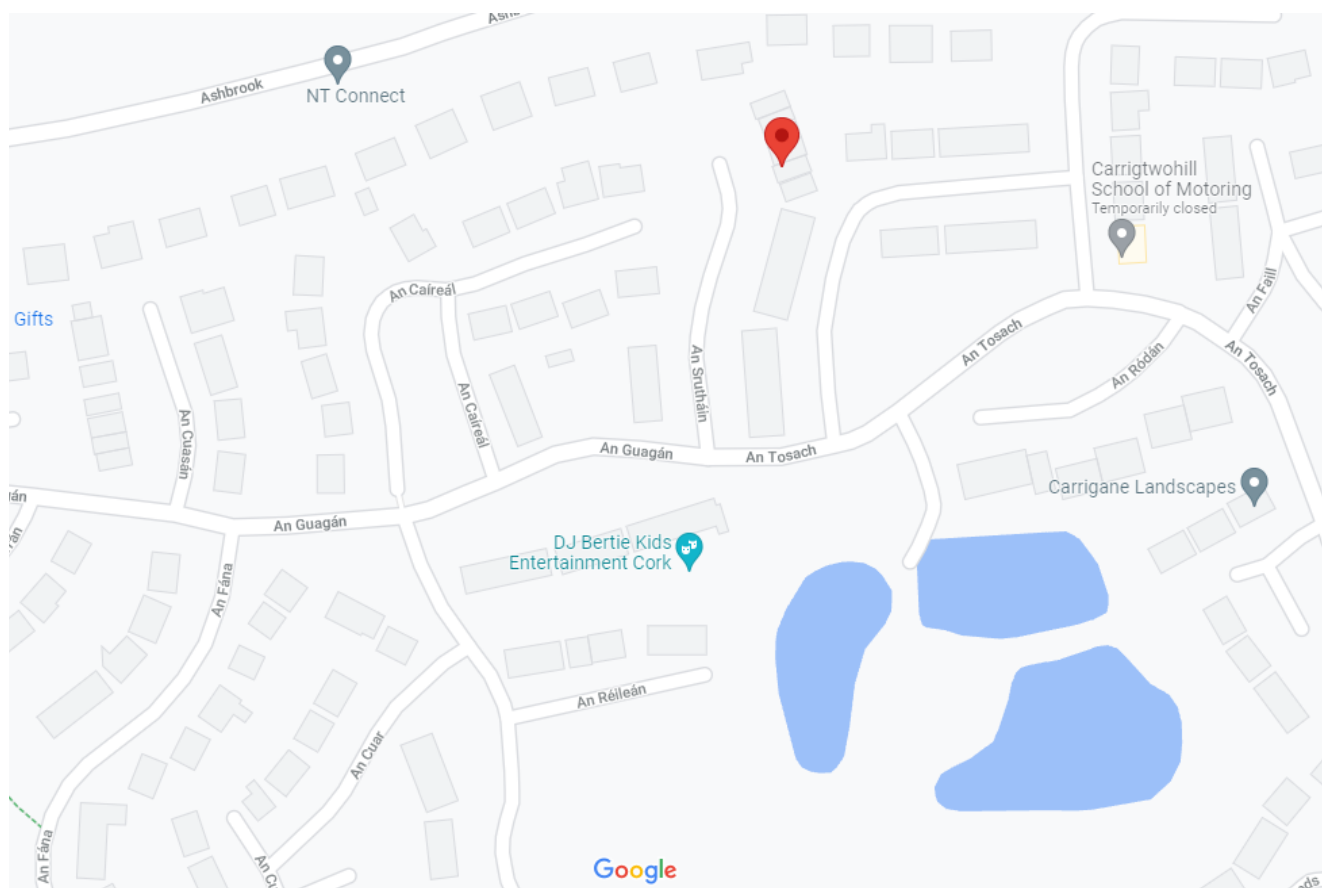 Ashbrook
NT Connect
Carrigtwohill
School of Motoring
Temporarily closed
An Caíreál
Gifts
An Faill
An Tosach
An Tosach
An Ródán
An Srutháin
An Caíreál
An Cuasán
An Guagán
An Tosach
Carrigane Landscapes
An Guagán
DJ Bertie Kids
Entertainment Cork
An Fána
An Réileán
An Cuar
An Fána
Google